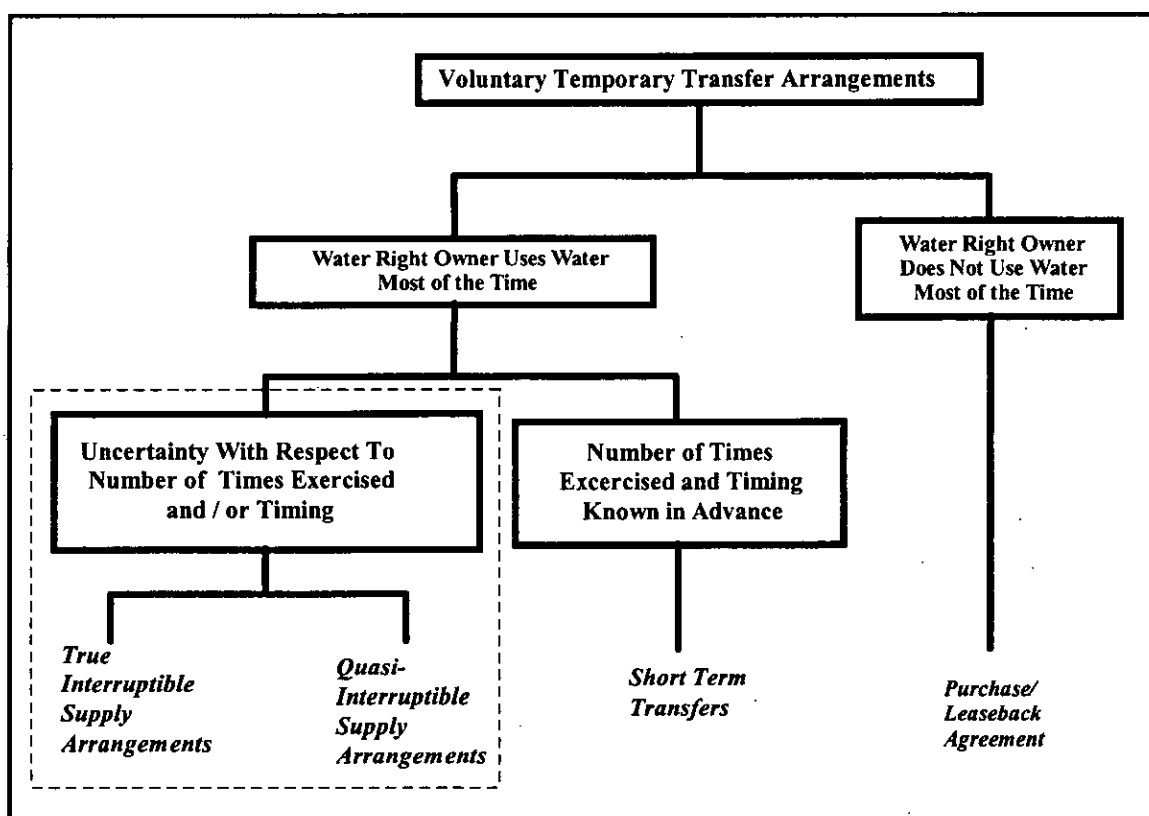 Voluntary Temporary Transfer Arrangements
Water Right Owner Uses Water
Most of the Time
Water Right Owner
Does Not Use Water
Most of the Time
Uncertainty With Respect To
Number of Times Exercised
and / or Timing
Number of Times
Excercised and Timing
Known in Advance
True
Interruptible
Supply
Arrangements
Quasi-
Interruptible
Supply
Arrangements
Short Term
Transfers
Purchase/
Leaseback
Agreement